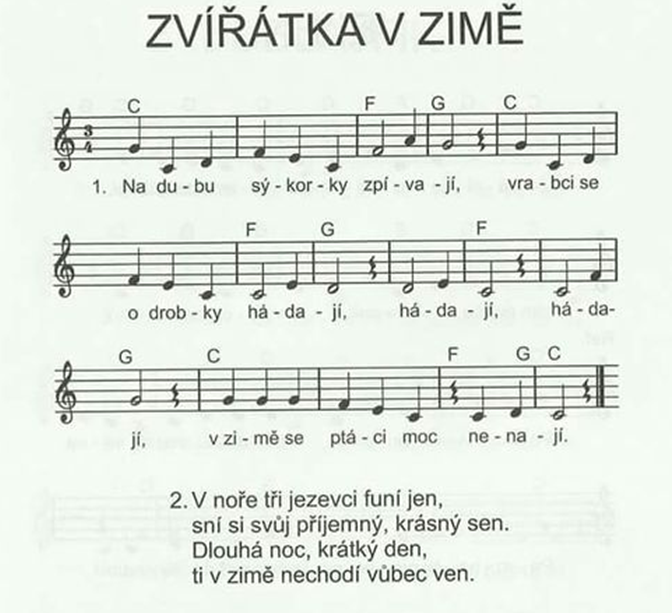 ZVÍŘÁTKA V ZIMĚ
C F G C
3
4
1. Na du - bu sý - kor - ky zpí - va - jí, vra - bci se
F G F
o drob - ky há - da - jí, há - da - jí, há - da-
G C F G C
jí, v zi - mě se ptá - ci moc ne - na - jí.
2. V noře tři jezevci funí jen,
sní si svůj příjemný, krásný sen.
Dlouhá noc, krátký den,
ti v zimě nechodí vůbec ven.